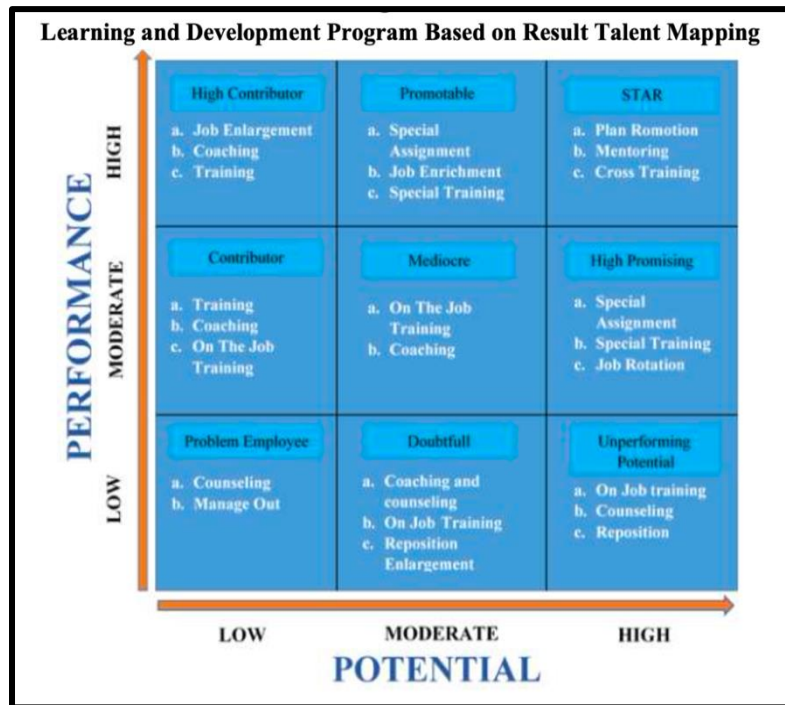 Learning and Development Program Based on Result Talent Mapping
PERFORMANCE
HIGH
MODERATE
LOW
High Contributor
a. Job Enlargement
b. Coaching
c. Training
Promotable
a. Special
Assignment
b. Job Enrichment
c. Special Training
STAR
a. Plan Romotion
b. Mentoring
c. Cross Training
Contributor
a. Training
b. Coaching
c. On The Job
Training
Mediocre
a. On The Job
Training
b. Coaching
High Promising
a. Special
Assignment
b. Special Training
c. Job Rotation
Problem Employee
a. Counseling
b. Manage Out
Doubtfull
a. Coaching and
counseling
b. On Job Training
c. Reposition
Enlargement
Unperforming
Potential
a. On Job training
b. Counseling
c. Reposition
LOW
MODERATE
HIGH
POTENTIAL